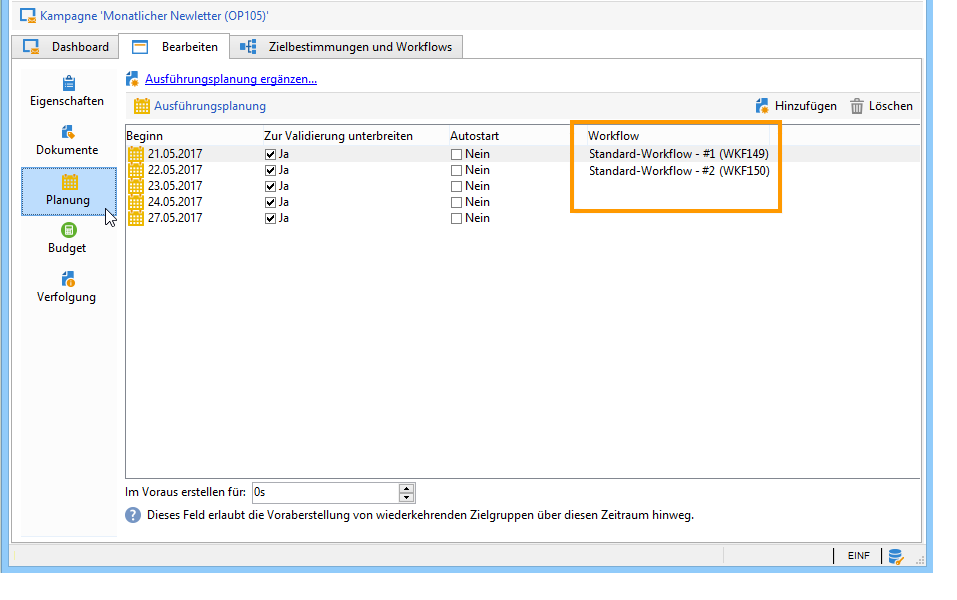 Kampagne 'Monatlicher Newletter (OP105)'
Dashboard Bearbeiten Zielbestimmungen und Workflows
Eigenschaften
Dokumente
Planung
Budget
Verfolgung
Ausführungsplanung ergänzen...
Ausführungsplanung Hinzufügen Löschen
Beginn Zur Validierung unterbreiten Autostart Workflow
21.05.2017 Ja Nein Standard-Workflow - #1 (WKF149)
22.05.2017 Ja Nein Standard-Workflow - #2 (WKF150)
23.05.2017 Ja Nein
24.05.2017 Ja Nein
27.05.2017 Ja Nein
Im Voraus erstellen für: 0s
Dieses Feld erlaubt die Voraberstellung von wiederkehrenden Zielgruppen über diesen Zeitraum hinweg.
EINF